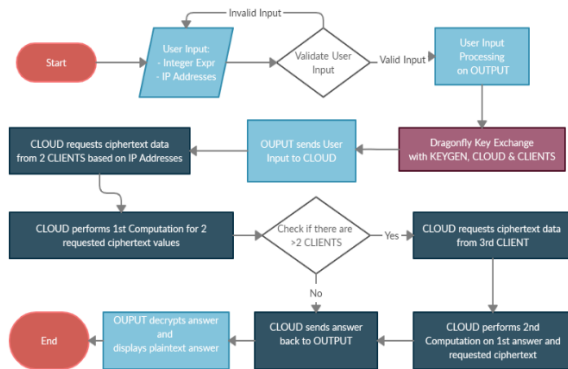 Invalid Input
Start
User Input:
- Integer Expr
- IP Addresses
Validate User
Input
Valid Input
User Input
Processing
on OUTPUT
CLOUD requests ciphertext data
from 2 CLIENTS based on IP Addresses
OUPUT sends User
Input to CLOUD
Dragonfly Key Exchange
with KEYGEN, CLOUD & CLIENTS
CLOUD performs 1st Computation for 2
requested ciphertext values
Check if there are
>2 CLIENTS
Yes
CLOUD requests ciphertext data
from 3rd CLIENT
No
End
OUPUT decrypts answer
and
displays plaintext answer
CLOUD sends answer
back to OUTPUT
CLOUD performs 2nd
Computation on 1st answer and
requested ciphertext